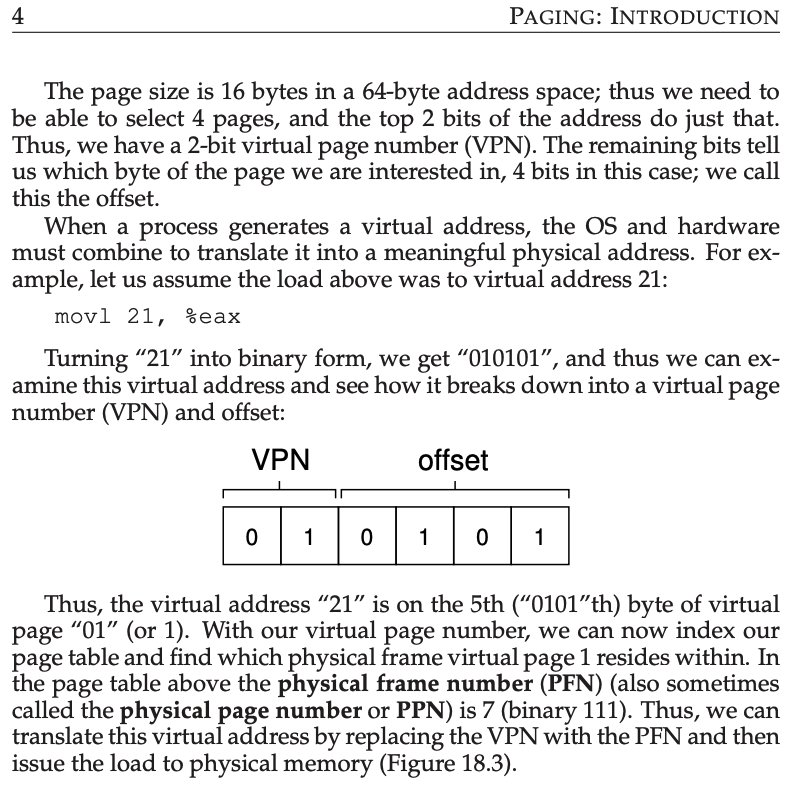 4 PAGING: INTRODUCTION
The page size is 16 bytes in a 64-byte address space; thus we need to
be able to select 4 pages, and the top 2 bits of the address do just that.
Thus, we have a 2-bit virtual page number (VPN). The remaining bits tell
us which byte of the page we are interested in, 4 bits in this case; we call
this the offset.
When a process generates a virtual address, the OS and hardware
must combine to translate it into a meaningful physical address. For ex-
ample, let us assume the load above was to virtual address 21:
movl 21, %eax
Turning “21” into binary form, we get “010101”, and thus we can ex-
amine this virtual address and see how it breaks down into a virtual page
number (VPN) and offset:
VPN offset
0 1 0 1 0 1
Thus, the virtual address “21” is on the 5th (“0101”th) byte of virtual
page “01” (or 1). With our virtual page number, we can now index our
page table and find which physical frame virtual page 1 resides within. In
the page table above the physical frame number (PFN) (also sometimes
called the physical page number or PPN) is 7 (binary 111). Thus, we can
translate this virtual address by replacing the VPN with the PFN and then
issue the load to physical memory (Figure 18.3).